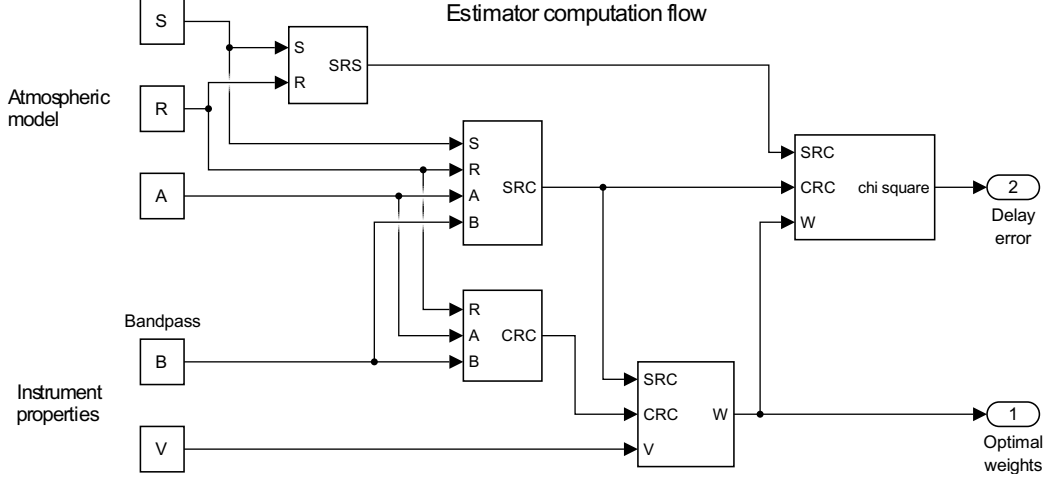 Estimator computation flow
S
S
R
SRS
Atmospheric
model
R
S
R
A
B
SRC
SRC
CRC
W
chi square
2
Delay
error
A
Bandpass
B
R
A
B
CRC
Instrument
properties
SRC
CRC
V
W
1
Optimal
weights
V